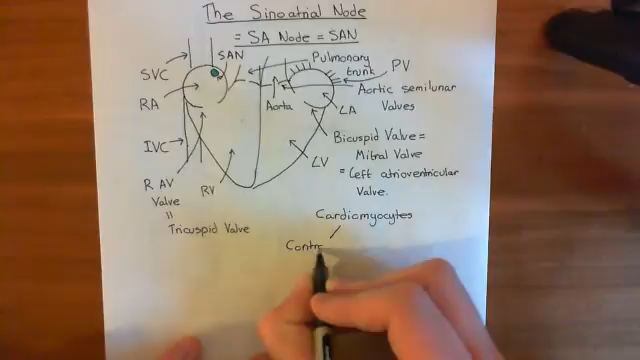 The Sinoatrial Node
= SA Node = SAN
SAN
Pulmonary
trunk
PV
SVC
RA
Aorta
Aortic semilunar
Valves
LA
IVC
Bicuspid Valve =
Mitral Valve
= Left atrioventricular
Valve.
LV
R AV
Valve
=
Tricuspid Valve
RV
Cardiomyocytes
Contr